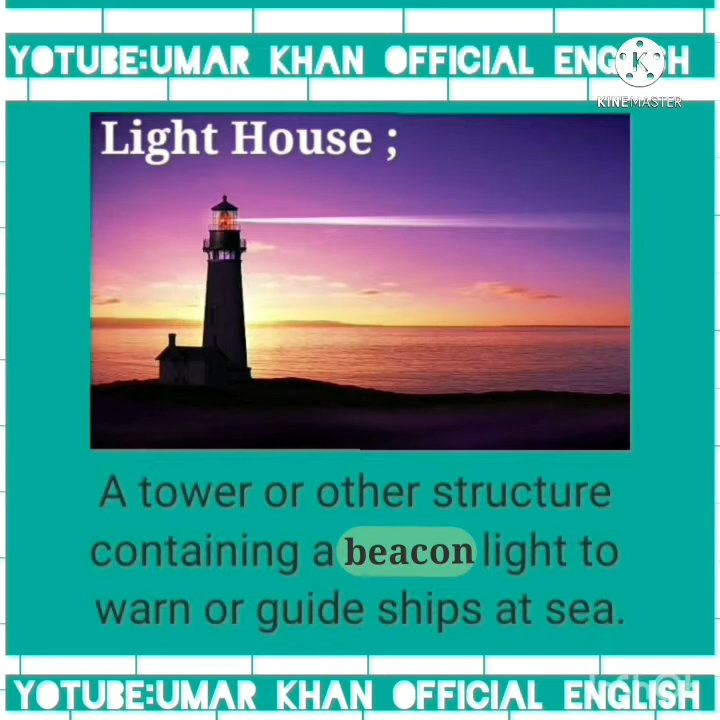 YOTUBE:UMAR KHAN OFFICIAL ENGLISH
KINEMASTER
Light House ;
A tower or other structure
containing a beacon light to
warn or guide ships at sea.
YOTUBE:UMAR KHAN OFFICIAL ENGLISH